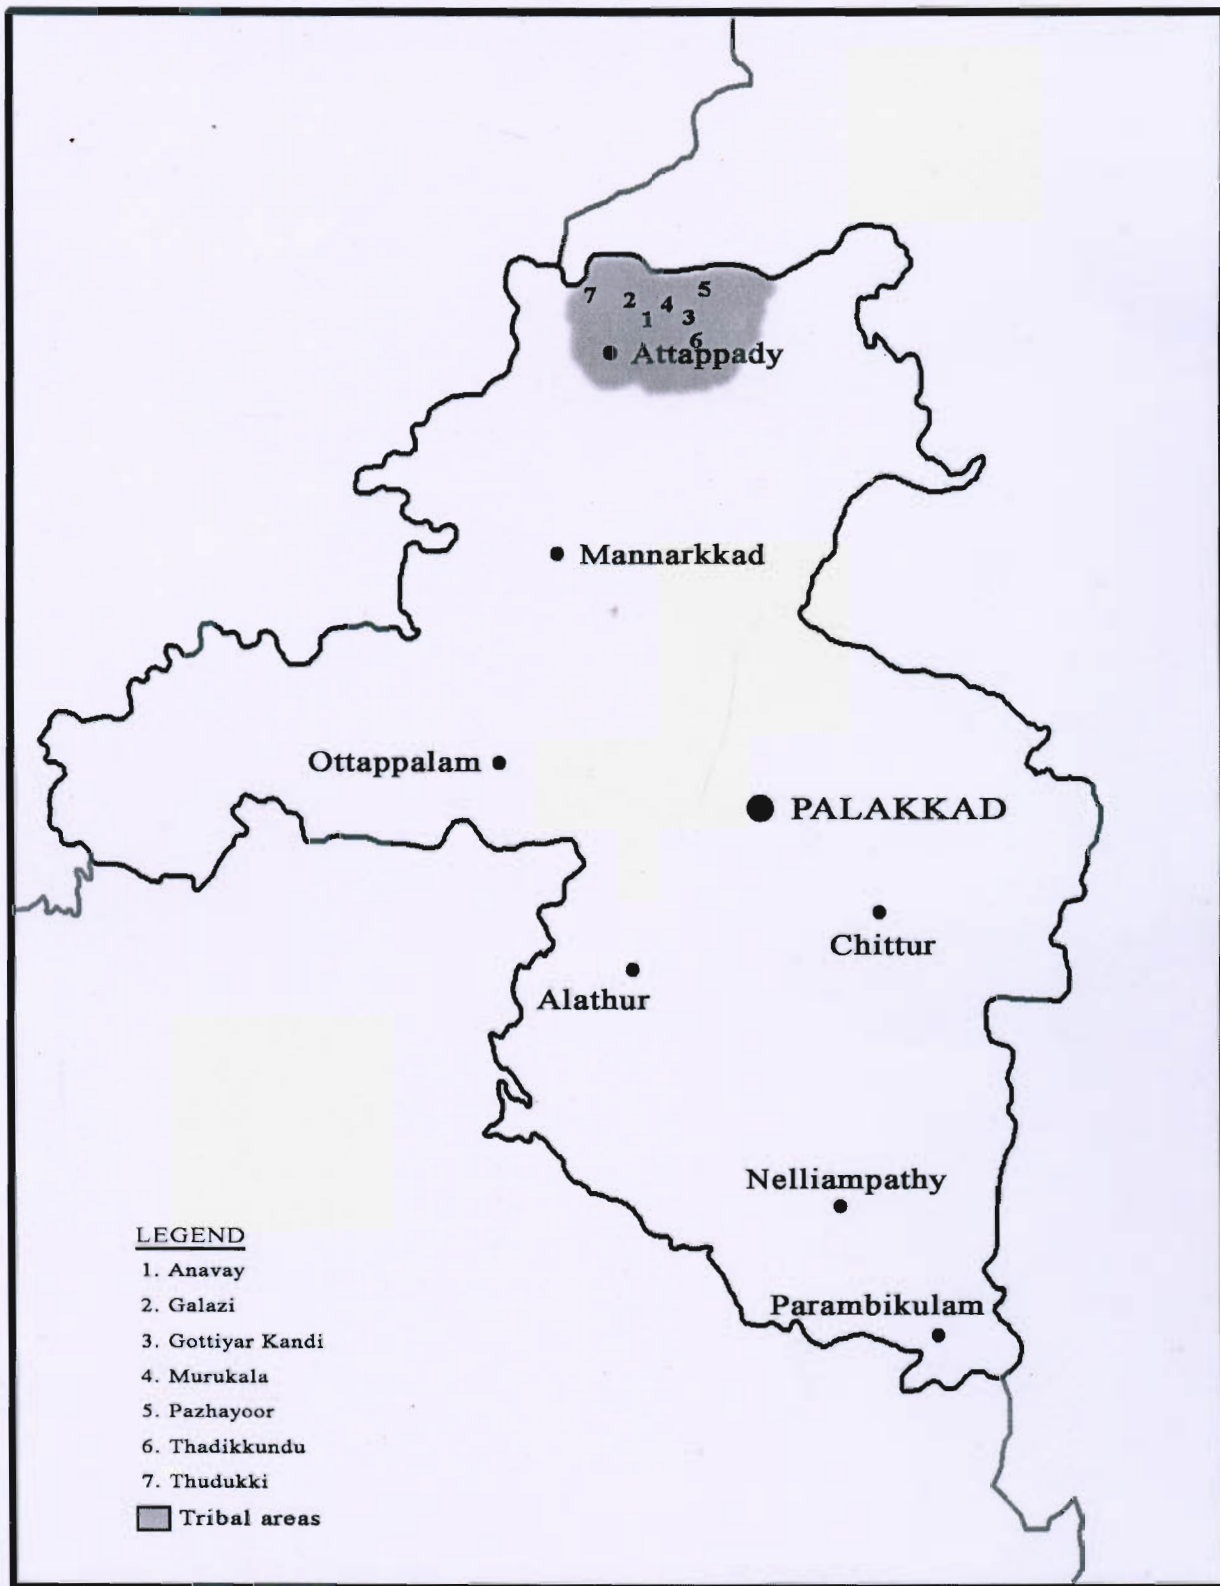 5
7
2
4
1
3
6
Attappady
Mannarkkad
Ottappalam
PALAKKAD
Chittur
Alathur
Nelliampathy
Parambikulam
LEGEND
1. Anavay
2. Galazi
3. Gottiyar Kandi
4. Murukala
5. Pazhayoor
6. Thadikkundu
7. Thudukki
Tribal areas